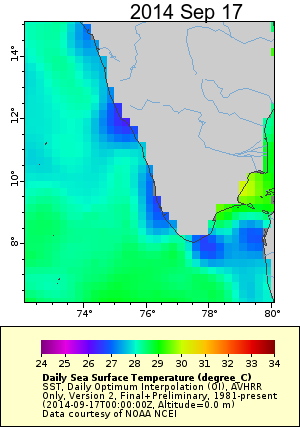 2014 Sep 17
14°
12°
10°
8°
74° 76° 78° 80°
24 25 26 27 28 29 30 31 32 33 34
Daily Sea Surface Temperature (degree_C)
SST, Daily Optimum Interpolation (OI), AVHRR
Only, Version 2, Final+Preliminary, 1981-present
(2014-09-17T00:00:00Z, Altitude=0.0 m)
Data courtesy of NOAA NCEI